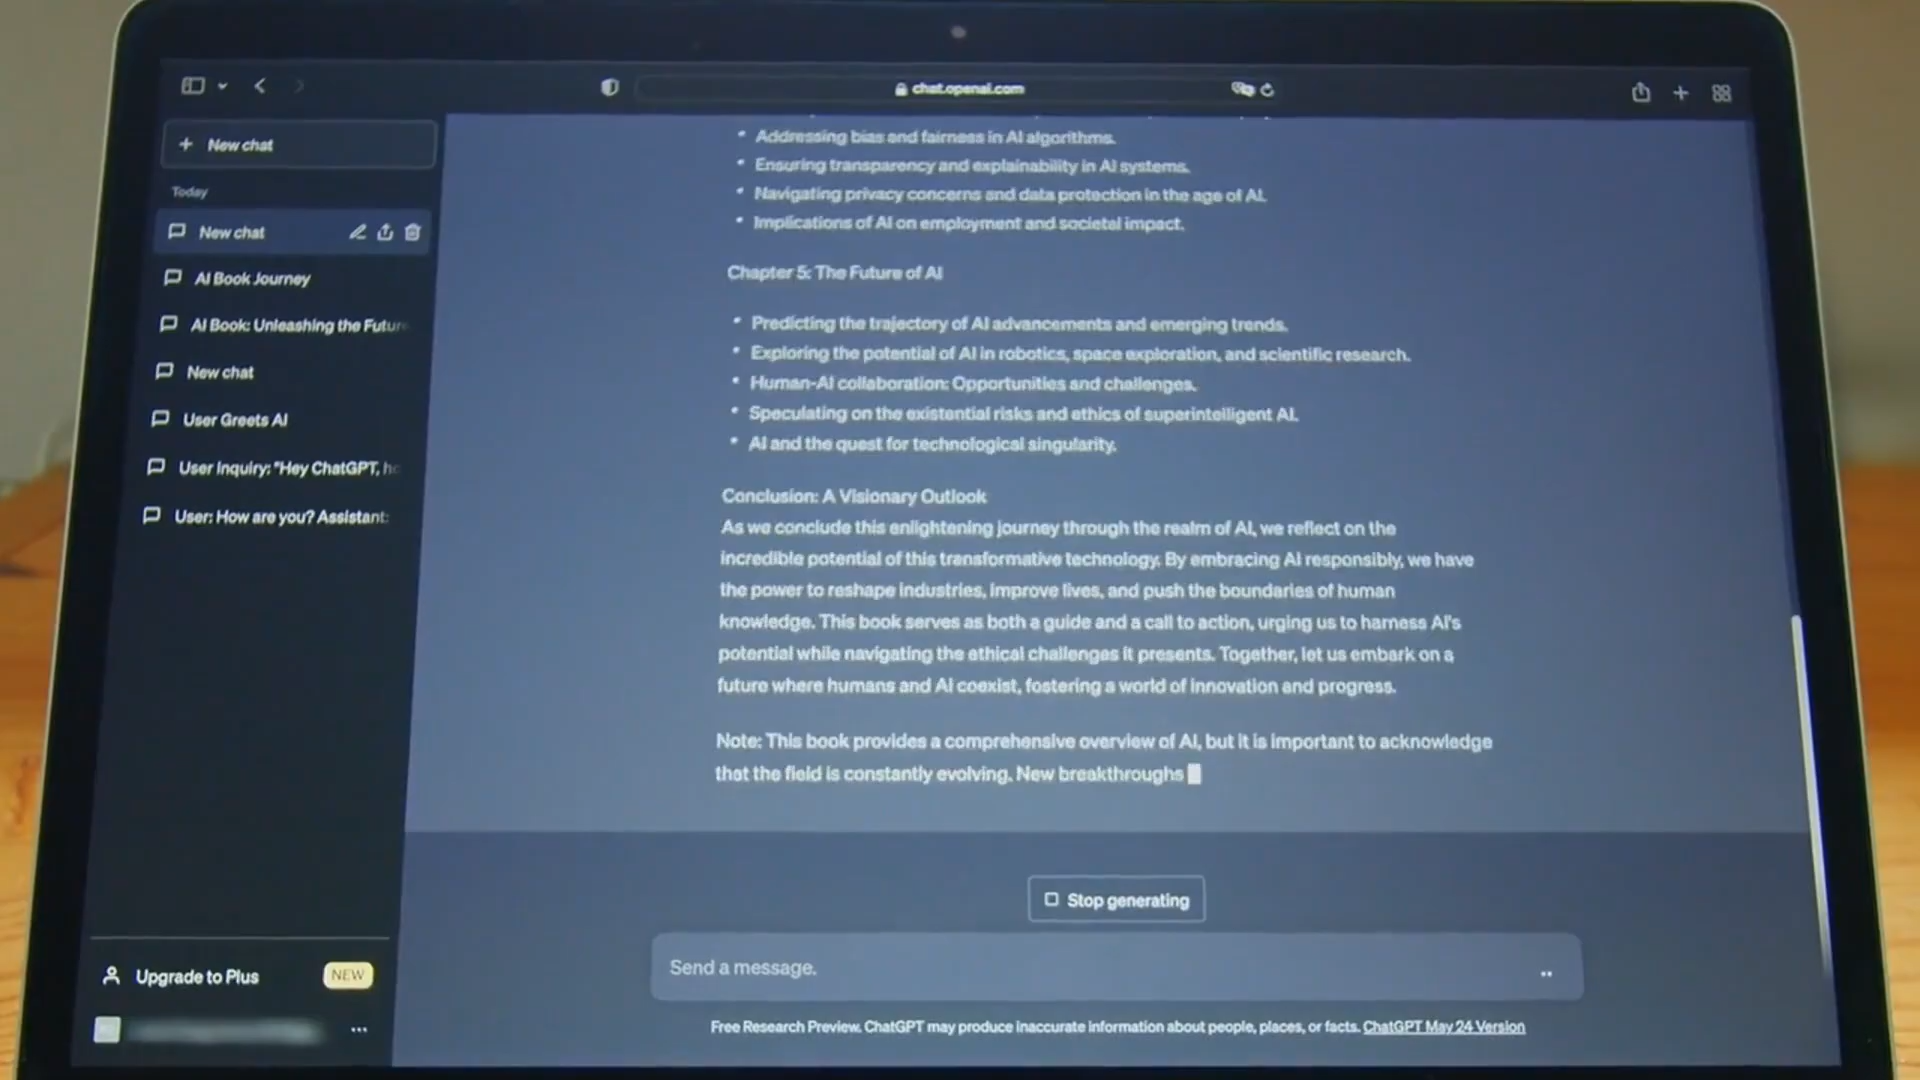 chat.openai.com
New chat
Today
New chat
AI Book Journey
AI Book: Unleashing the Future
New chat
User Greets AI
User Inquiry: "Hey ChatGPT, ho
User: How are you? Assistant:
Upgrade to Plus
NEW
Addressing bias and fairness in AI algorithms.
Ensuring transparency and explainability in AI systems.
Navigating privacy concerns and data protection in the age of AI.
Implications of AI on employment and societal impact.
Chapter 5: The Future of AI
Predicting the trajectory of AI advancements and emerging trends.
Exploring the potential of AI in robotics, space exploration, and scientific research.
Human-AI collaboration: Opportunities and challenges.
Speculating on the existential risks and ethics of superintelligent AI.
AI and the quest for technological singularity.
Conclusion: A Visionary Outlook
As we conclude this enlightening journey through the realm of AI, we reflect on the
incredible potential of this transformative technology. By embracing AI responsibly, we have
the power to reshape industries, improve lives, and push the boundaries of human
knowledge. This book serves as both a guide and a call to action, urging us to harness AI's
potential while navigating the ethical challenges it presents. Together, let us embark on a
future where humans and AI coexist, fostering a world of innovation and progress.
Note: This book provides a comprehensive overview of AI, but it is important to acknowledge
that the field is constantly evolving. New breakthroughs
Stop generating
Send a message.
Free Research Preview. ChatGPT may produce inaccurate information about people, places, or facts. ChatGPT May 24 Version